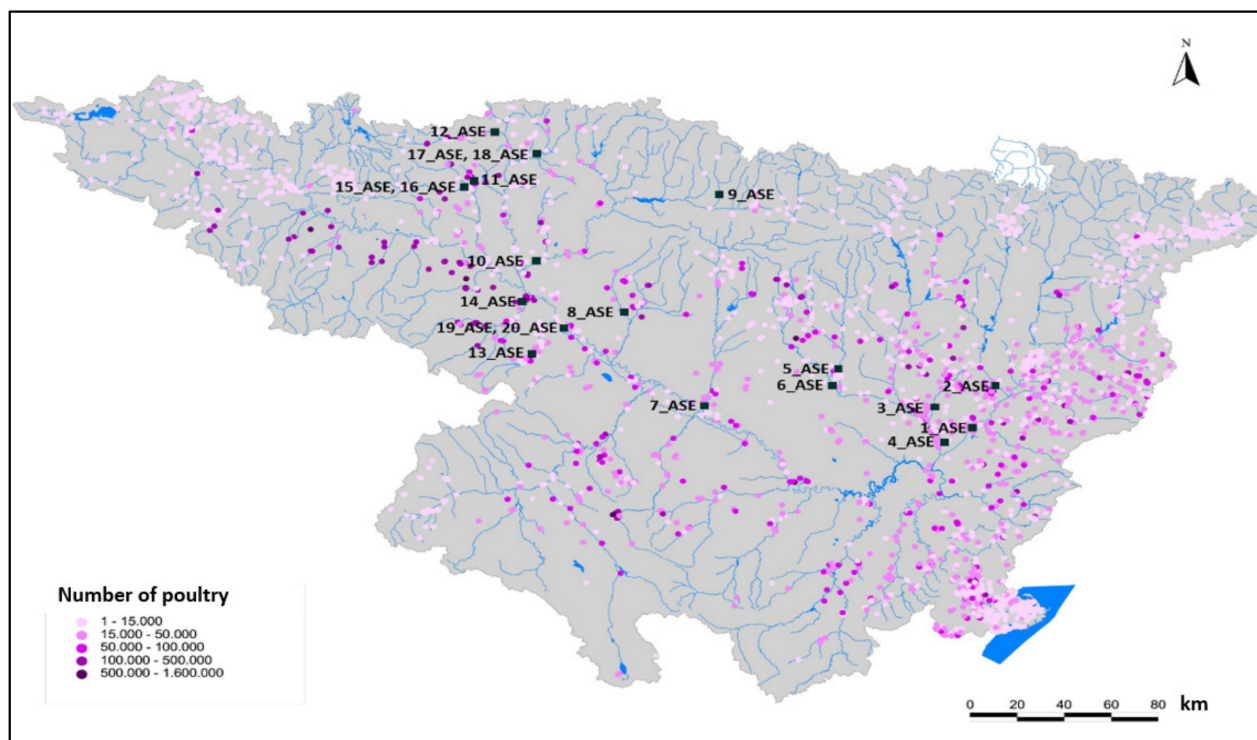 N
12_ASE
17_ASE, 18_ASE
11_ASE
15_ASE, 16_ASE
9_ASE
10_ASE
14_ASE
8_ASE
19_ASE, 20_ASE
13_ASE
5_ASE
6_ASE
2_ASE
7_ASE
3_ASE
1_ASE
4_ASE
Number of poultry
1 - 15.000
15.000 - 50.000
50.000 - 100.000
100.000 - 500.000
500.000 - 1.600.000
km
0 20 40 60 80